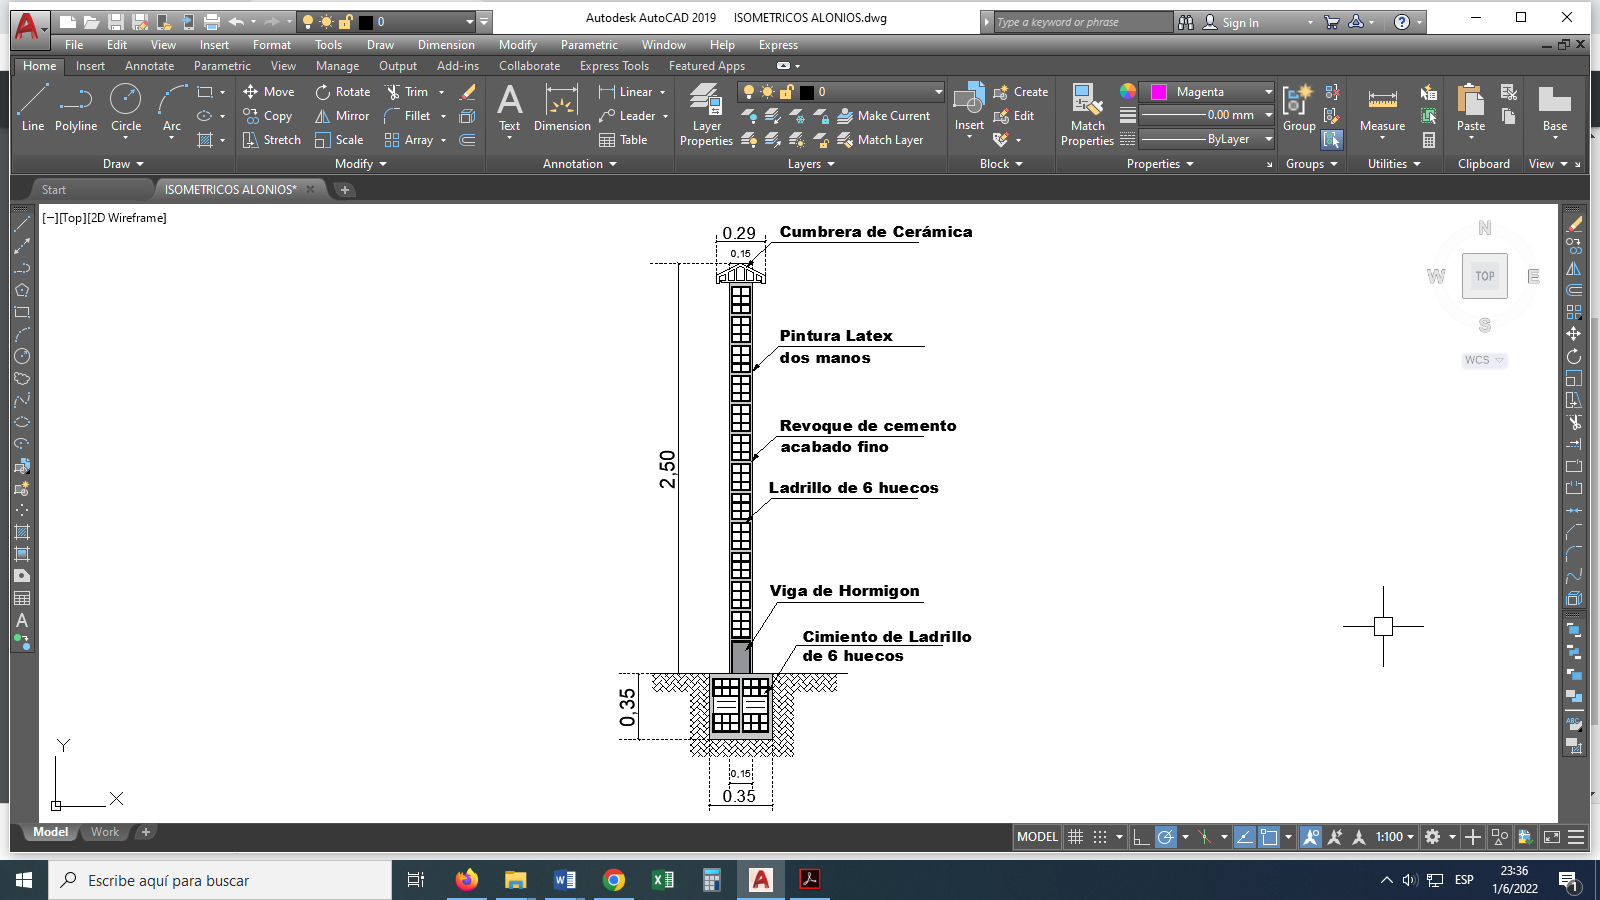 Autodesk AutoCAD 2019 ISOMETRICOS ALONIOS.dwg
0
Type a keyword or phrase
Sign In
File Edit View Insert Format Tools Draw Dimension Modify Parametric Window Help Express
Home Insert Annotate Parametric View Manage Output Add-ins Collaborate Express Tools Featured Apps
Line Polyline Circle Arc
Draw
Move Rotate Trim
Copy Mirror Fillet
Stretch Scale Array
Modify
Text Dimension
Linear
Leader
Table
Annotation
Layer Properties
0
Make Current
Match Layer
Layers
Insert
Create
Edit
Block
Match Properties
Magenta
0.00 mm
ByLayer
Properties
Group
Groups
Measure
Utilities
Paste
Clipboard
Base
View
Start
ISOMETRICOS ALONIOS*
[−][Top][2D Wireframe]
N
W TOP E
S
WCS
0.29
Cumbrera de Cerámica
0,15
Pintura Latex
dos manos
Revoque de cemento
acabado fino
2,50
Ladrillo de 6 huecos
Viga de Hormigon
Cimiento de Ladrillo
de 6 huecos
0,35
0,15
0.35
Y
X
Model Work
MODEL 1:100
Escribe aquí para buscar
ESP
23:36
1/6/2022
1